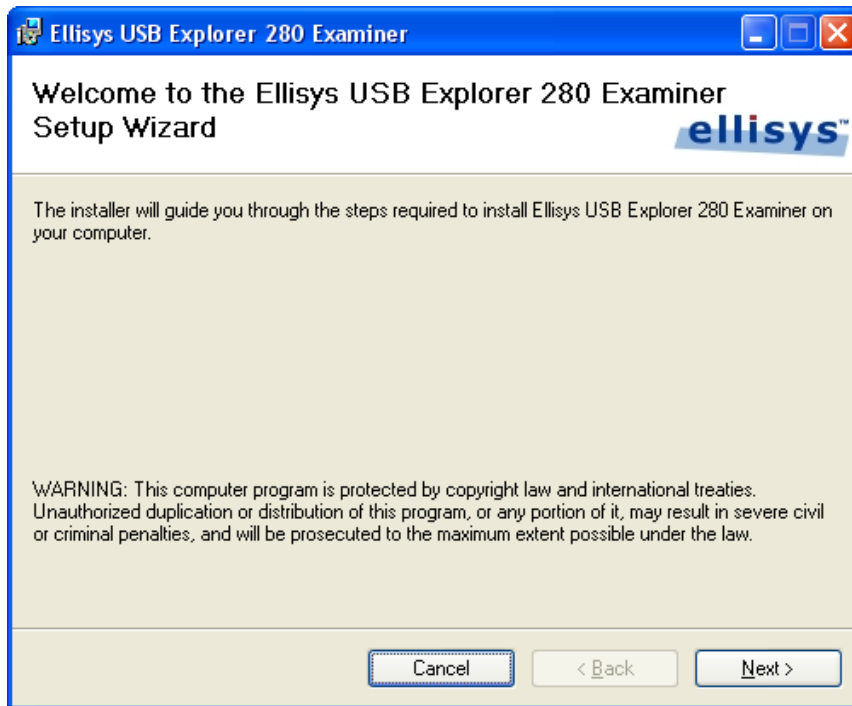 Ellisys USB Explorer 280 Examiner
Welcome to the Ellisys USB Explorer 280 Examiner
Setup Wizard
ellisys™
The installer will guide you through the steps required to install Ellisys USB Explorer 280 Examiner on
your computer.
WARNING: This computer program is protected by copyright law and international treaties.
Unauthorized duplication or distribution of this program, or any portion of it, may result in severe civil
or criminal penalties, and will be prosecuted to the maximum extent possible under the law.
Cancel < Back Next >